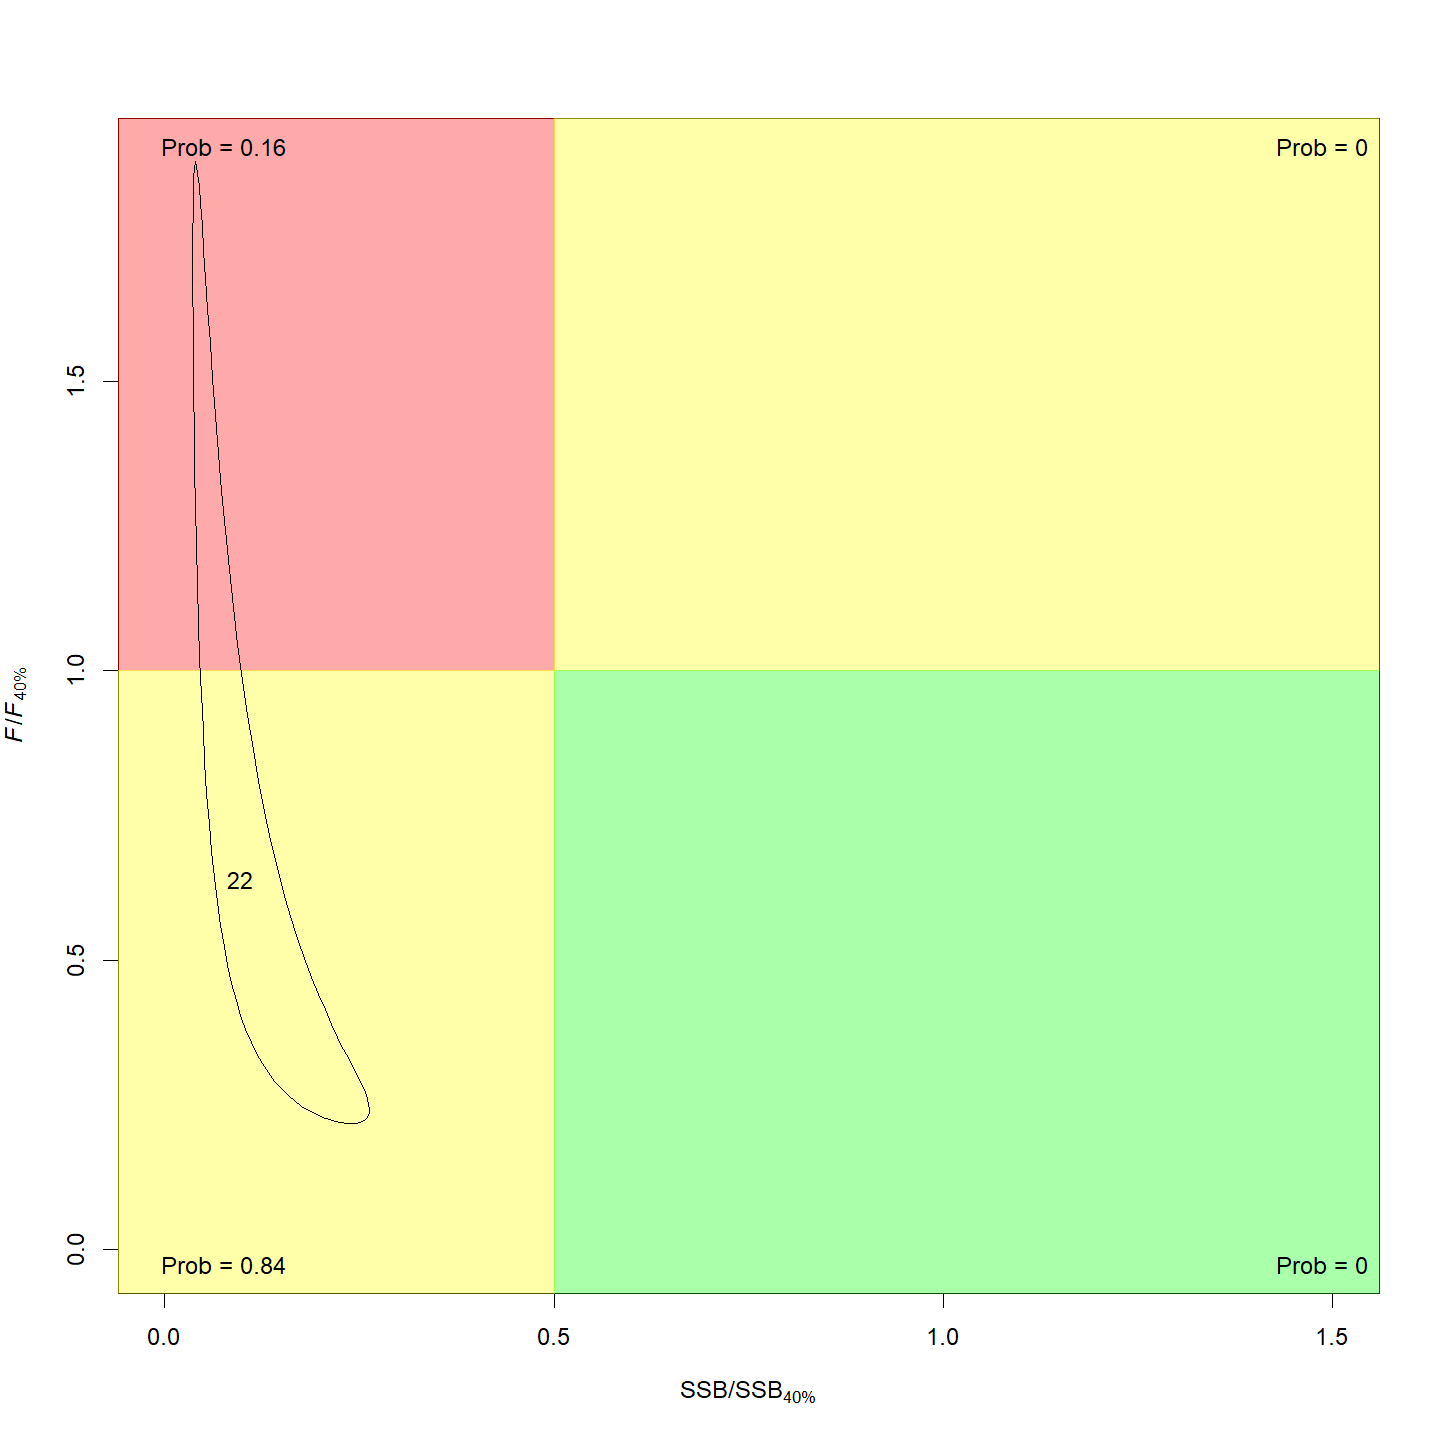 Prob = 0.16
Prob = 0
1.5
1.0
F/F40%
22
0.5
0.0
Prob = 0.84
Prob = 0
0.0 0.5 1.0 1.5
SSB/SSB40%